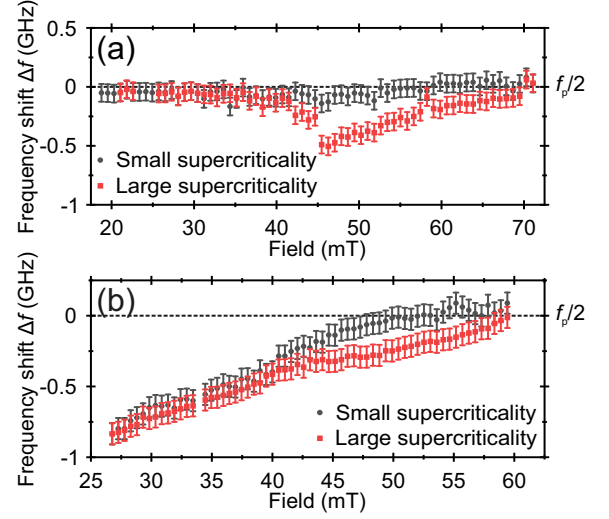 (a)
0.5
0
-0.5
-1
Frequency shift Δf (GHz)
fp/2
Small supercriticality
Large supercriticality
20 30 40 50 60 70
Field (mT)
(b)
0
-0.5
-1
Frequency shift Δf (GHz)
fp/2
Small supercriticality
Large supercriticality
25 30 35 40 45 50 55 60
Field (mT)